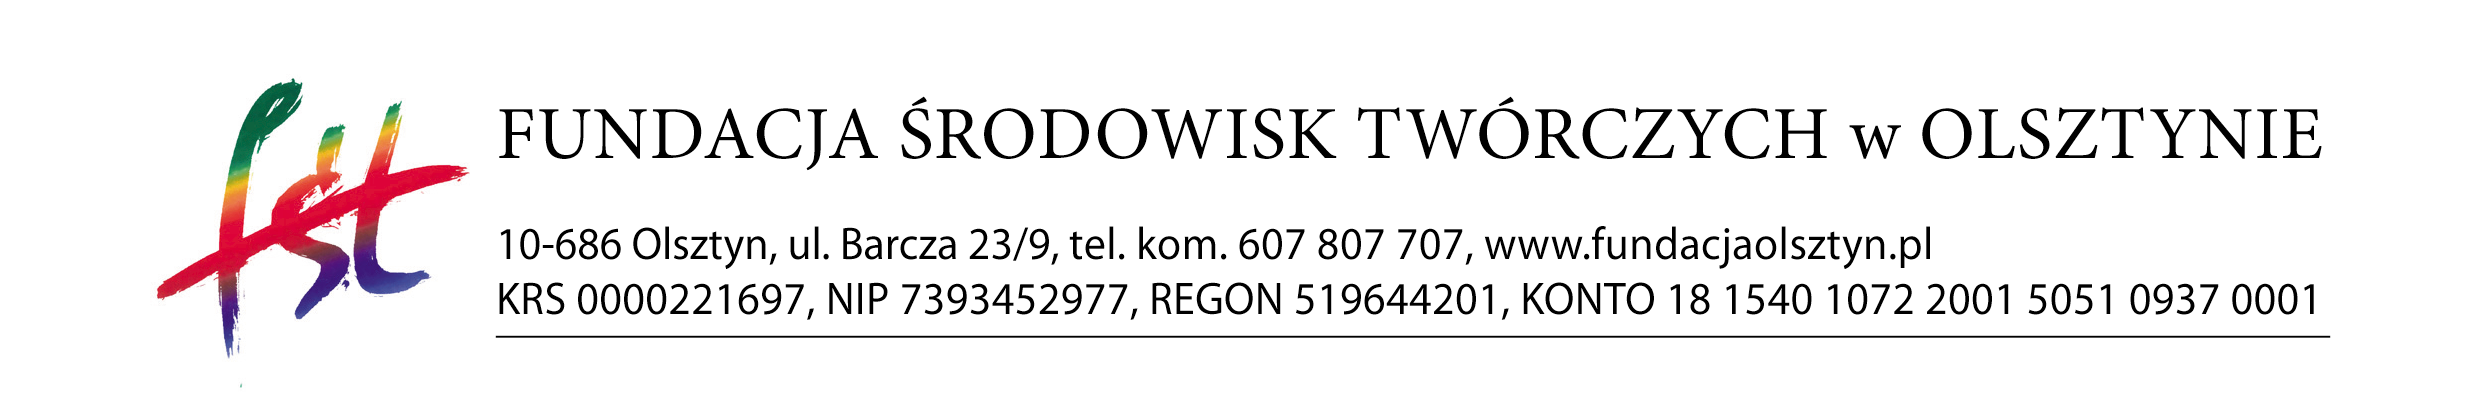 fst
FUNDACJA ŚRODOWISK TWÓRCZYCH w OLSZTYNIE
10-686 Olsztyn, ul. Barcza 23/9, tel. kom. 607 807 707, www.fundacjaolsztyn.pl
KRS 0000221697, NIP 7393452977, REGON 519644201, KONTO 18 1540 1072 2001 5051 0937 0001